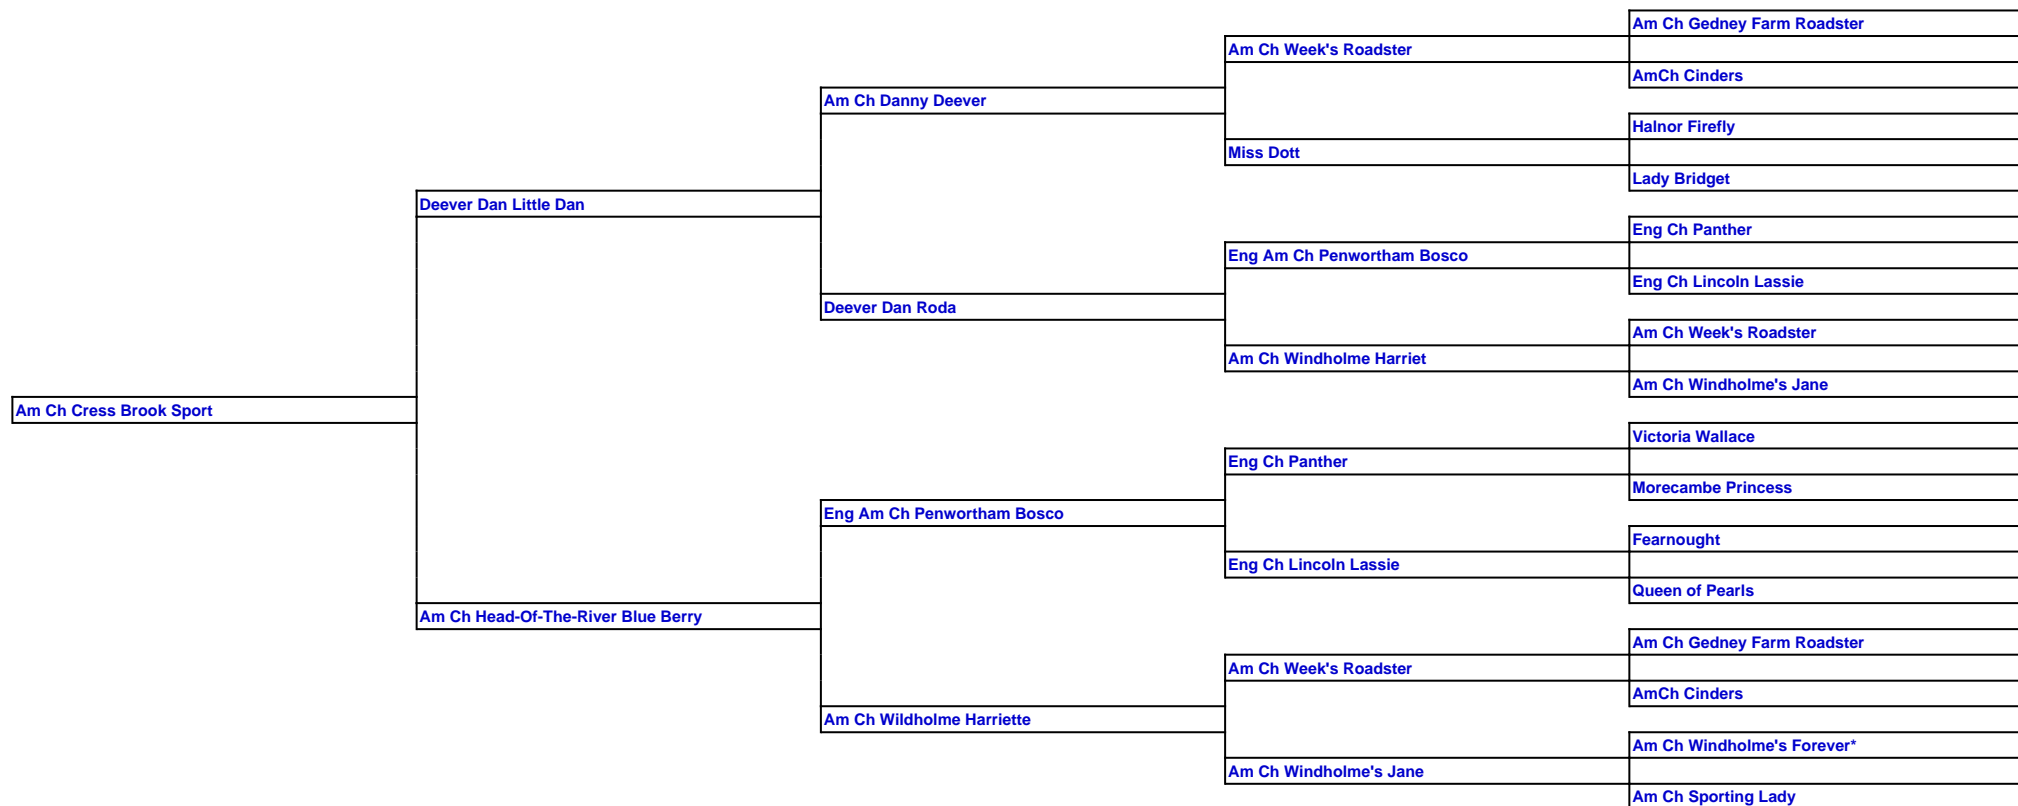 Am Ch Gedney Farm Roadster
Am Ch Week's Roadster
AmCh Cinders
Am Ch Danny Deever
Halnor Firefly
Miss Dott
Lady Bridget
Deever Dan Little Dan
Eng Ch Panther
Eng Am Ch Penwortham Bosco
Eng Ch Lincoln Lassie
Deever Dan Roda
Am Ch Week's Roadster
Am Ch Windholme Harriet
Am Ch Windholme's Jane
Am Ch Cress Brook Sport
Victoria Wallace
Eng Ch Panther
Morecambe Princess
Eng Am Ch Penwortham Bosco
Fearnought
Eng Ch Lincoln Lassie
Queen of Pearls
Am Ch Head-Of-The-River Blue Berry
Am Ch Gedney Farm Roadster
Am Ch Week's Roadster
AmCh Cinders
Am Ch Wildholme Harriette
Am Ch Windholme's Forever*
Am Ch Windholme's Jane
Am Ch Sporting Lady